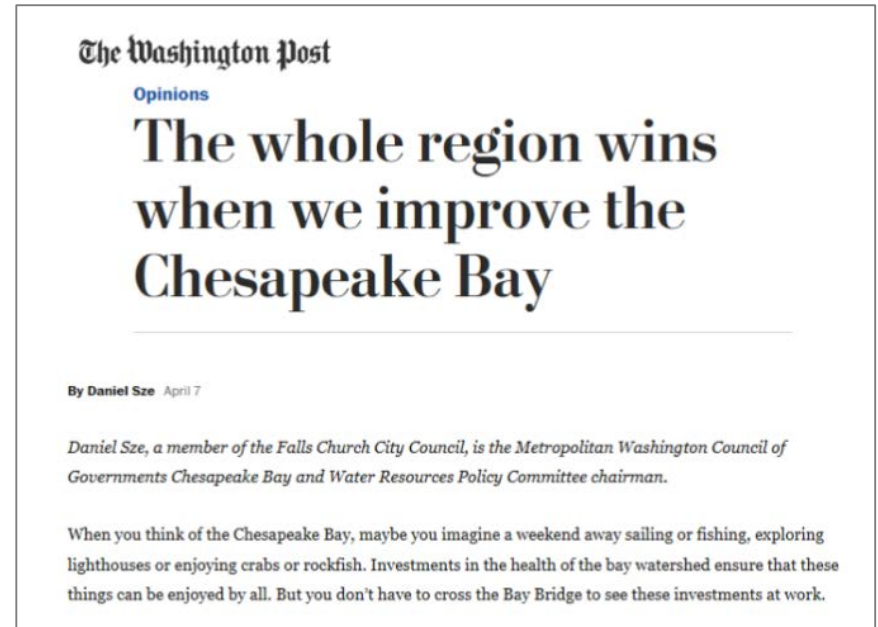 The Washington Post
Opinions
The whole region wins
when we improve the
Chesapeake Bay
By Daniel Sze April 7
Daniel Sze, a member of the Falls Church City Council, is the Metropolitan Washington Council of
Governments Chesapeake Bay and Water Resources Policy Committee chairman.
When you think of the Chesapeake Bay, maybe you imagine a weekend away sailing or fishing, exploring
lighthouses or enjoying crabs or rockfish. Investments in the health of the bay watershed ensure that these
things can be enjoyed by all. But you don't have to cross the Bay Bridge to see these investments at work.